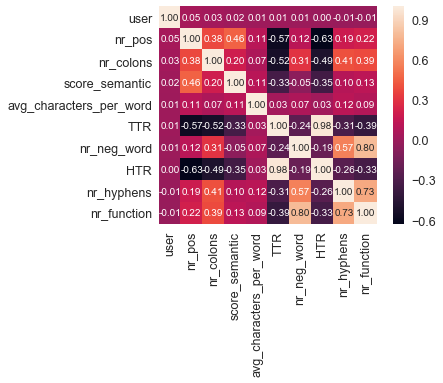 user 1.00 0.05 0.03 0.02 0.01 0.01 0.01 0.00 -0.01 -0.01
nr_pos 0.05 1.00 0.38 0.46 0.11 -0.57 0.12 -0.63 0.19 0.22
nr_colons 0.03 0.38 1.00 0.20 0.07 -0.52 0.31 -0.49 0.41 0.39
score_semantic 0.02 0.46 0.20 1.00 0.11 -0.33 -0.05 -0.35 0.10 0.13
avg_characters_per_word 0.01 0.11 0.07 0.11 1.00 0.03 0.07 0.03 0.12 0.09
TTR 0.01 -0.57 -0.52 -0.33 0.03 1.00 -0.24 0.98 -0.31 -0.39
nr_neg_word 0.01 0.12 0.31 -0.05 0.07 -0.24 1.00 -0.19 0.57 0.80
HTR 0.00 -0.63 -0.49 -0.35 0.03 0.98 -0.19 1.00 -0.26 -0.33
nr_hyphens -0.01 0.19 0.41 0.10 0.12 -0.31 0.57 -0.26 1.00 0.73
nr_function -0.01 0.22 0.39 0.13 0.09 -0.39 0.80 -0.33 0.73 1.00
user
nr_pos
nr_colons
score_semantic
avg_characters_per_word
TTR
nr_neg_word
HTR
nr_hyphens
nr_function
0.9
0.6
0.3
0.0
−0.3
−0.6